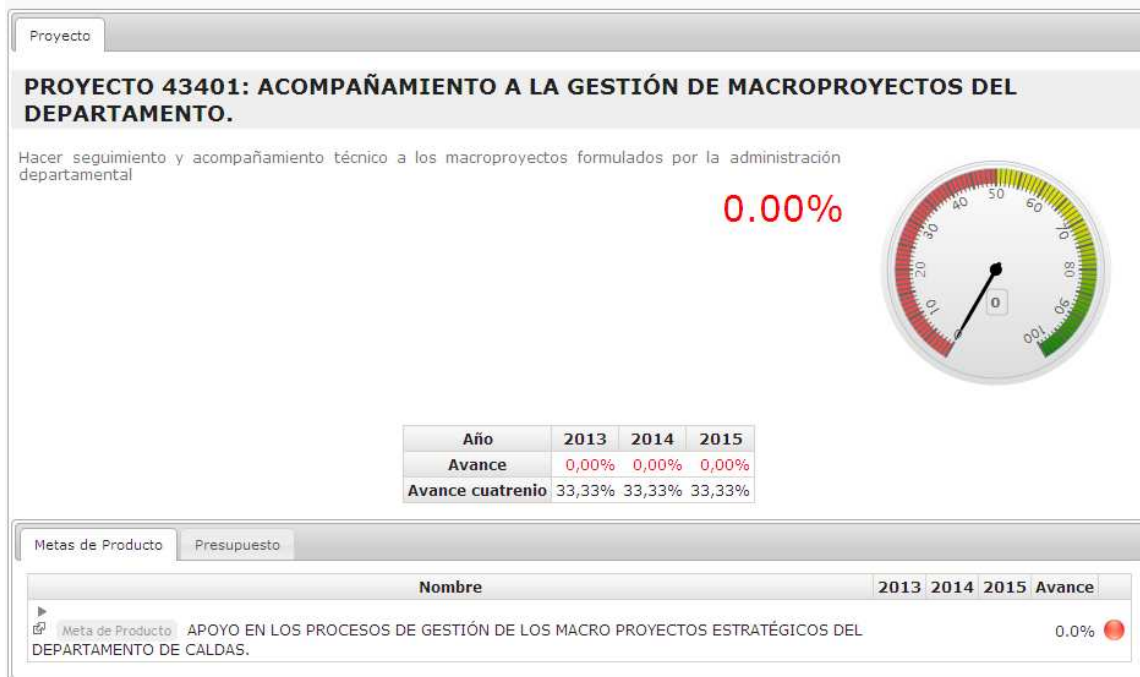 Proyecto
PROYECTO 43401: ACOMPAÑAMIENTO A LA GESTIÓN DE MACROPROYECTOS DEL
DEPARTAMENTO.
Hacer seguimiento y acompañamiento técnico a los macroproyectos formulados por la administración
departamental
0.00%
0 10 20 30 40 50 60 70 80 90 100
0
Año 2013 2014 2015
Avance 0,00% 0,00% 0,00%
Avance cuatrenio 33,33% 33,33% 33,33%
Metas de Producto Presupuesto
Nombre 2013 2014 2015 Avance
Meta de Producto APOYO EN LOS PROCESOS DE GESTIÓN DE LOS MACRO PROYECTOS ESTRATÉGICOS DEL 0.0%
DEPARTAMENTO DE CALDAS.